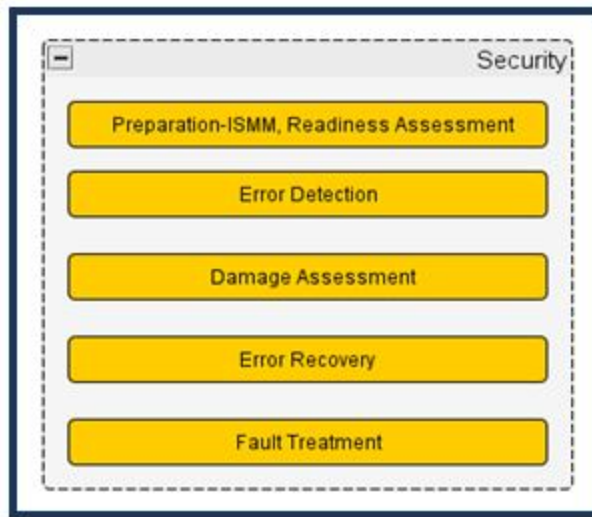 Security
Preparation-ISMM, Readiness Assessment
Error Detection
Damage Assessment
Error Recovery
Fault Treatment